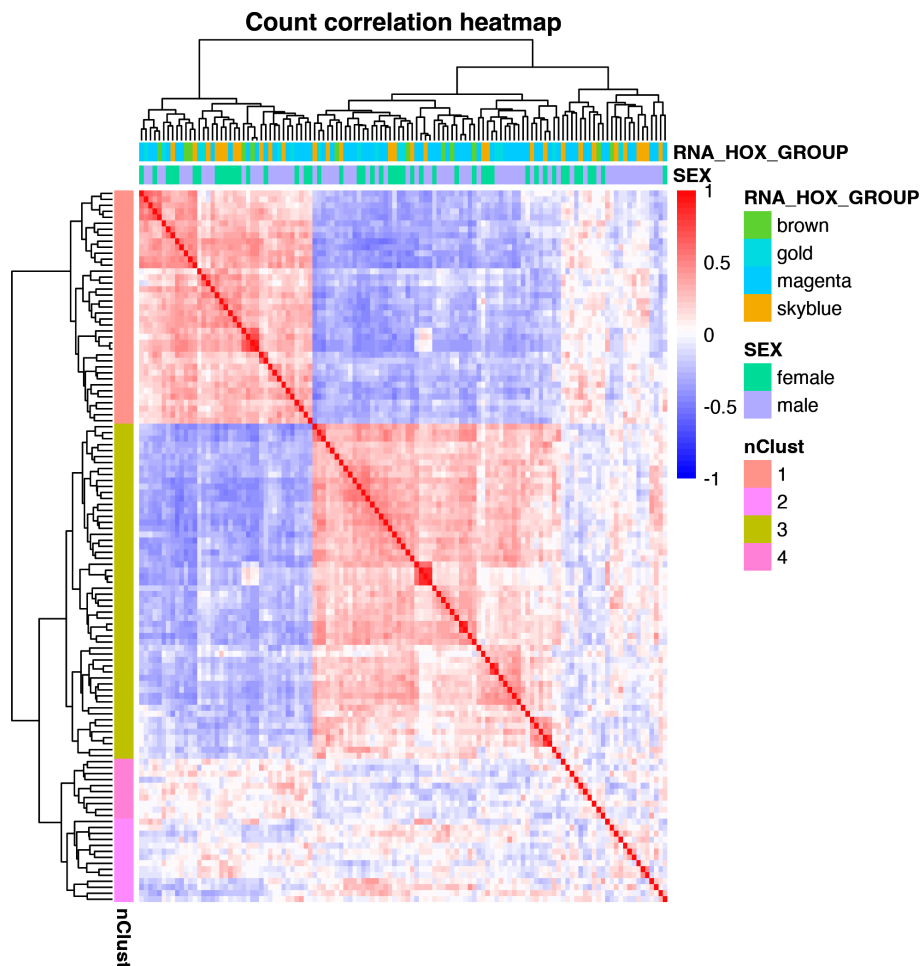 Count correlation heatmap
RNA_HOX_GROUP
SEX
1
0.5
0
-0.5
-1
RNA_HOX_GROUP
brown
gold
magenta
skyblue
SEX
female
male
nClust
1
2
3
4
nClust